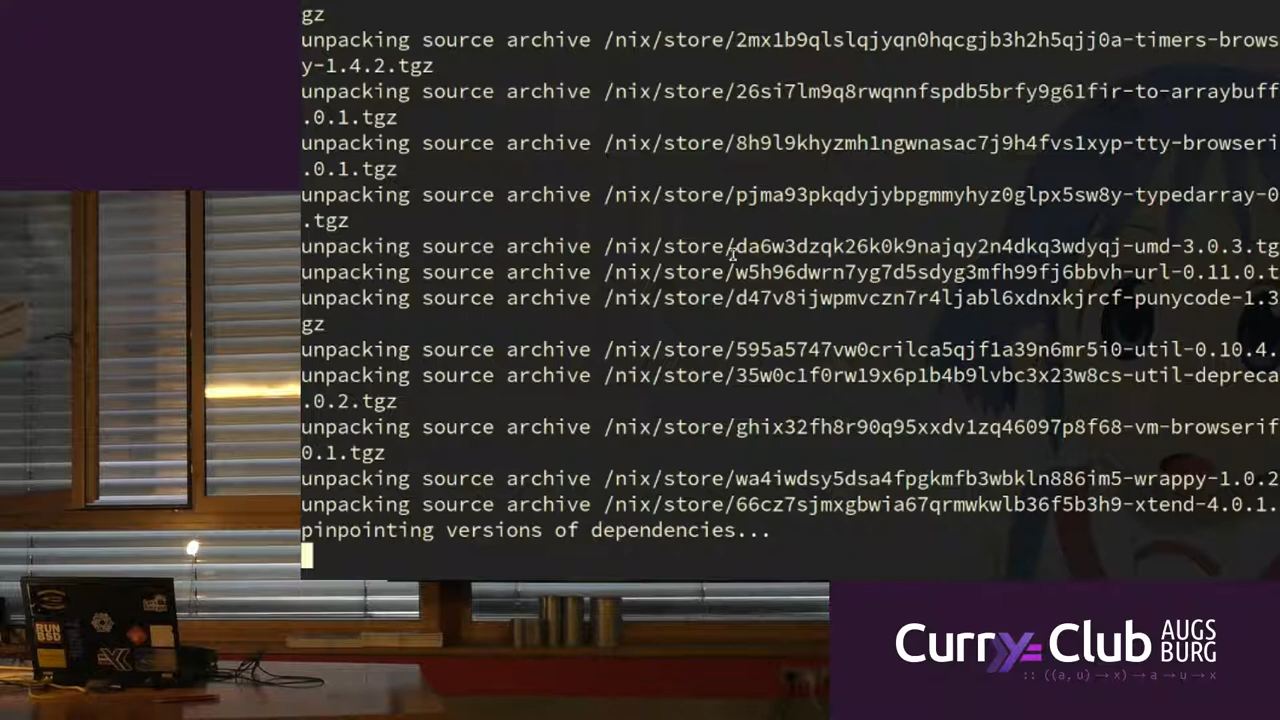 gz
unpacking source archive /nix/store/2mx1b9qlslqjyqn0hqcgjb3h2h5qjj0a-timers-brows
y-1.4.2.tgz
unpacking source archive /nix/store/26si7lm9q8rwqnnfspdb5brfy9g61fir-to-arraybuff
.0.1.tgz
unpacking source archive /nix/store/8h9l9khyzmh1ngwnasac7j9h4fvs1xyp-tty-browseri
.0.1.tgz
unpacking source archive /nix/store/pjma93pkqdyjybpgmmyhyz0glpx5sw8y-typedarray-0
.tgz
unpacking source archive /nix/store/da6w3dzqk26k0k9najqy2n4dkq3wdyqj-umd-3.0.3.tg
unpacking source archive /nix/store/w5h96dwrn7yg7d5sdyg3mfh99fj6bbvh-url-0.11.0.t
unpacking source archive /nix/store/d47v8ijwpmvczn7r4ljabl6xdnxkjrcf-punycode-1.3
gz
unpacking source archive /nix/store/595a5747vw0crilca5qjf1a39n6mr5i0-util-0.10.4.
unpacking source archive /nix/store/35w0c1f0rw19x6p1b4b9lvbc3x23w8cs-util-depreca
.0.2.tgz
unpacking source archive /nix/store/ghix32fh8r90q95xxdv1zq46097p8f68-vm-browserif
0.1.tgz
unpacking source archive /nix/store/wa4iwdsy5dsa4fpgkmfb3wbkln886im5-wrappy-1.0.2
unpacking source archive /nix/store/66cz7sjmxgbwia67qrmwkwlb36f5b3h9-xtend-4.0.1.
pinpointing versions of dependencies...
RUN
BSD
Curry Club AUGS
BURG
:: ((a, u) → x) → a → u → x